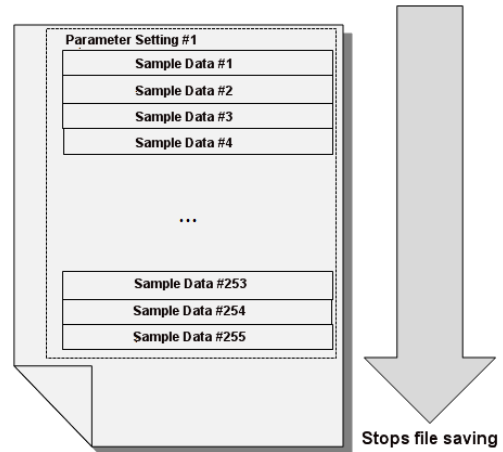 Parameter Setting #1
Sample Data #1
Sample Data #2
Sample Data #3
Sample Data #4
...
Sample Data #253
Sample Data #254
Sample Data #255
Stops file saving